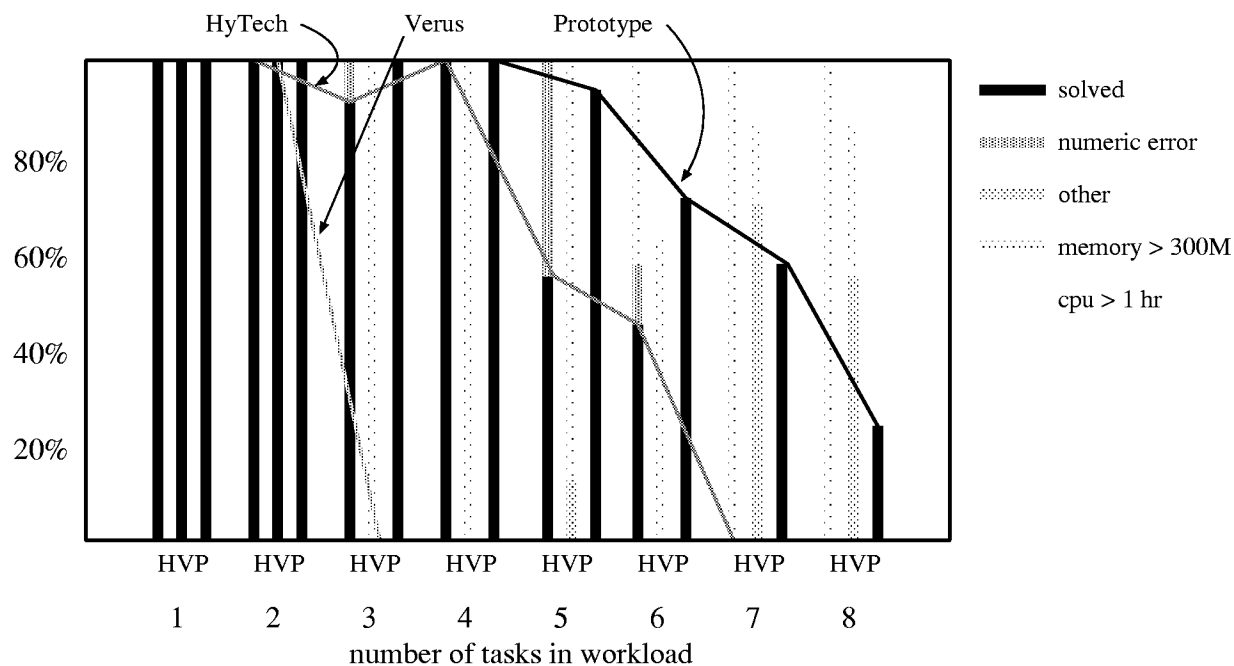 HyTech Verus Prototype
solved
numeric error
other
memory > 300M
cpu > 1 hr
80%
60%
40%
20%
HVP HVP HVP HVP HVP HVP HVP HVP
1 2 3 4 5 6 7 8
number of tasks in workload